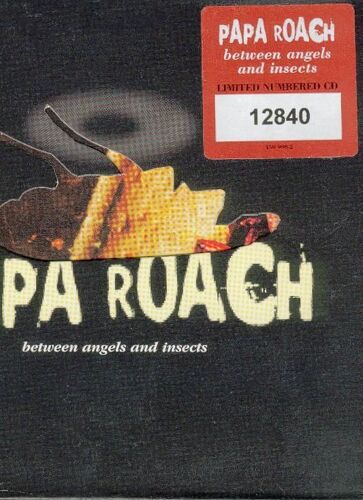 PAPA ROACH
between angels
and insects
LIMITED NUMBERED CD
12840
PA ROACH
between angels and insects